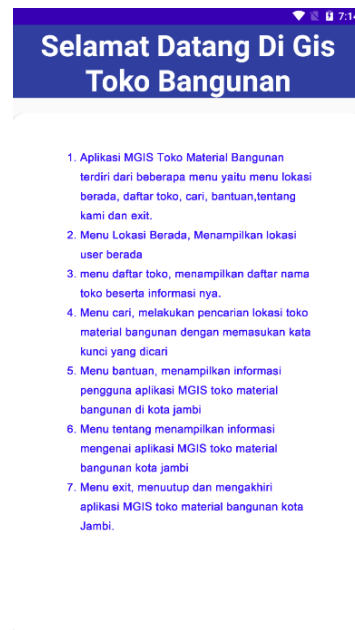 7:14
Selamat Datang Di Gis
Toko Bangunan
1. Aplikasi MGIS Toko Material Bangunan
terdiri dari beberapa menu yaitu menu lokasi
berada, daftar toko, cari, bantuan,tentang
kami dan exit.
2. Menu Lokasi Berada, Menampilkan lokasi
user berada
3. menu daftar toko, menampilkan daftar nama
toko beserta informasi nya.
4. Menu cari, melakukan pencarian lokasi toko
material bangunan dengan memasukan kata
kunci yang dicari
5. Menu bantuan, menampilkan informasi
pengguna aplikasi MGIS toko material
bangunan di kota jambi
6. Menu tentang menampilkan informasi
mengenai aplikasi MGIS toko material
bangunan kota jambi
7. Menu exit, menuutup dan mengakhiri
aplikasi MGIS toko material bangunan kota
Jambi.